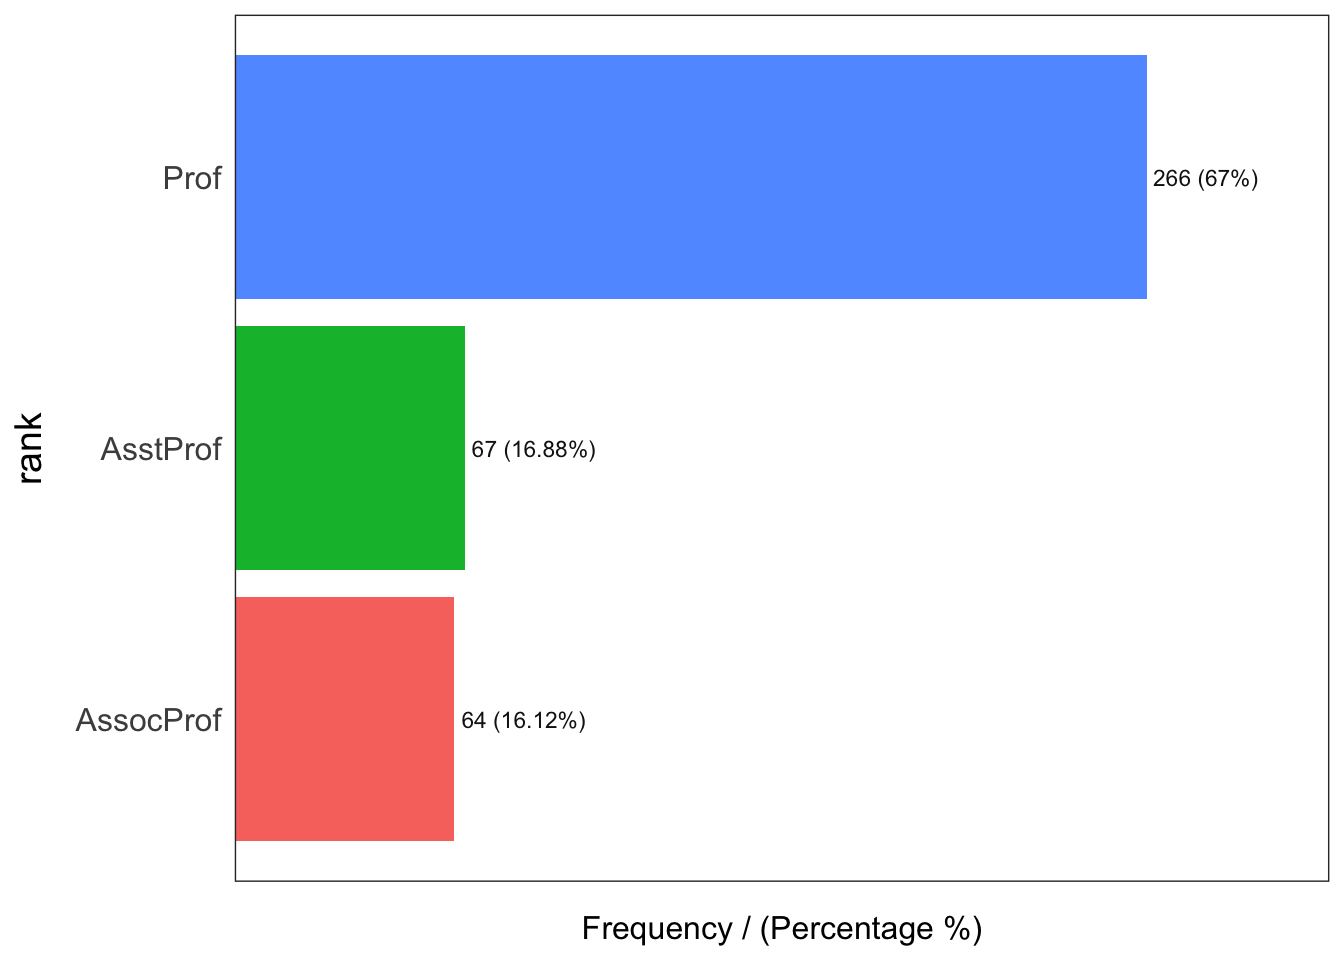 Prof
266 (67%)
AsstProf
67 (16.88%)
AssocProf
64 (16.12%)
rank
Frequency / (Percentage %)